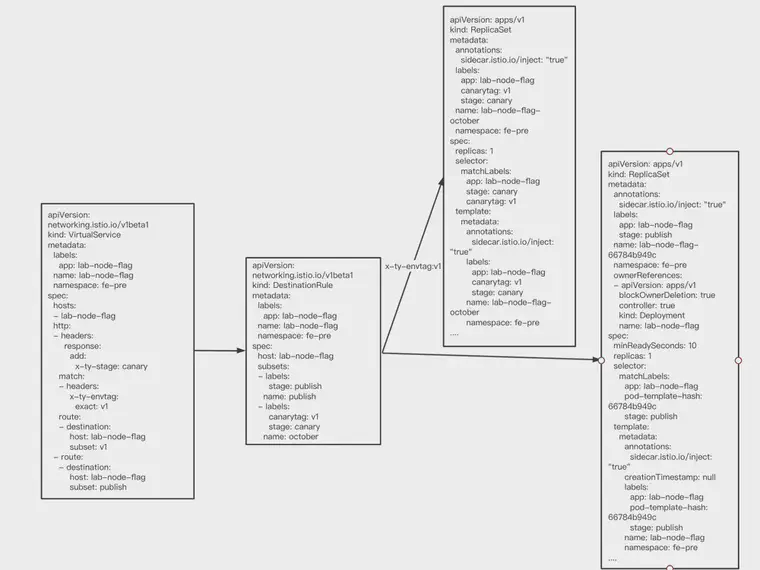 apiVersion:
networking.istio.io/v1beta1
kind: VirtualService
metadata:
labels:
app: lab-node-flag
name: lab-node-flag
namespace: fe-pre
spec:
hosts:
- lab-node-flag
http:
- headers:
response:
add:
x-ty-stage: canary
match:
- headers:
x-ty-envtag:
exact: v1
route:
- destination:
host: lab-node-flag
subset: v1
- route:
- destination:
host: lab-node-flag
subset: publish
apiVersion:
networking.istio.io/v1beta1
kind: DestinationRule
metadata:
labels:
app: lab-node-flag
name: lab-node-flag
namespace: fe-pre
spec:
host: lab-node-flag
subsets:
- labels:
stage: publish
name: publish
- labels:
canarytag: v1
stage: canary
name: october
x-ty-envtag:v1
apiVersion: apps/v1
kind: ReplicaSet
metadata:
annotations:
sidecar.istio.io/inject: "true"
labels:
app: lab-node-flag
canarytag: v1
stage: canary
name: lab-node-flag-
october
namespace: fe-pre
spec:
replicas: 1
selector:
matchLabels:
app: lab-node-flag
stage: canary
canarytag: v1
template:
metadata:
annotations:
sidecar.istio.io/inject:
"true"
labels:
app: lab-node-flag
canarytag: v1
stage: canary
name: lab-node-flag-
october
namespace: fe-pre
....
apiVersion: apps/v1
kind: ReplicaSet
metadata:
annotations:
sidecar.istio.io/inject: "true"
labels:
app: lab-node-flag
stage: publish
name: lab-node-flag-
66784b949c
namespace: fe-pre
ownerReferences:
- apiVersion: apps/v1
blockOwnerDeletion: true
controller: true
kind: Deployment
name: lab-node-flag
spec:
minReadySeconds: 10
replicas: 1
selector:
matchLabels:
app: lab-node-flag
pod-template-hash:
66784b949c
stage: publish
template:
metadata:
annotations:
sidecar.istio.io/inject:
"true"
creationTimestamp: null
labels:
app: lab-node-flag
pod-template-hash:
66784b949c
stage: publish
name: lab-node-flag
namespace: fe-pre
....